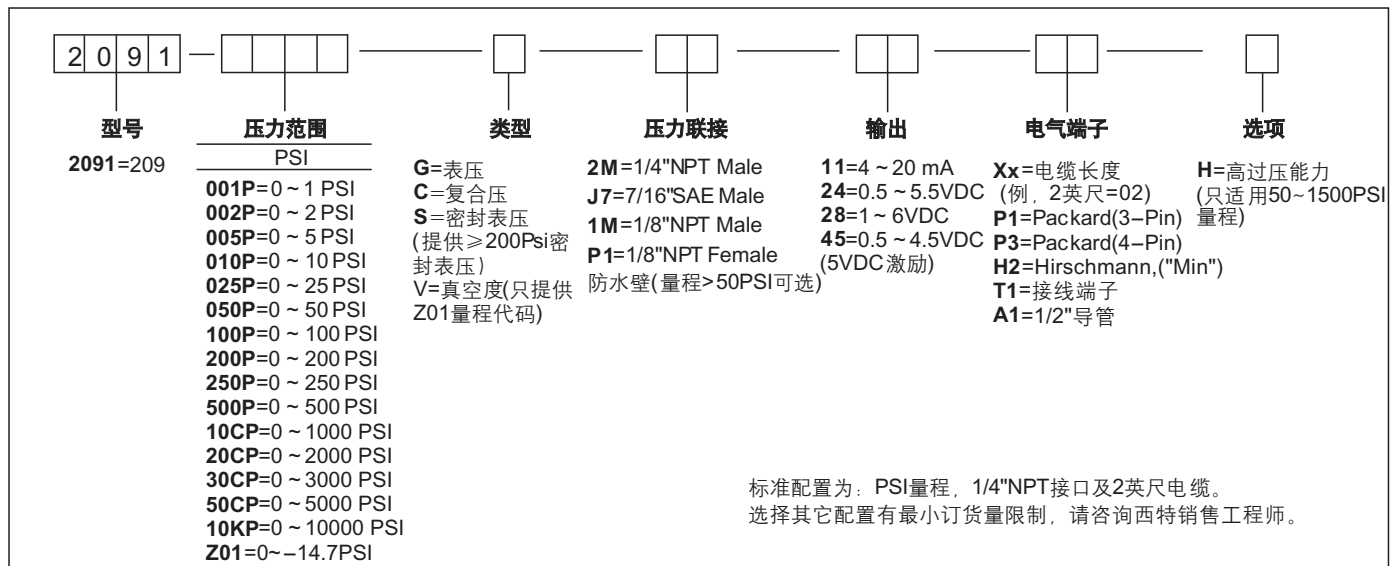 2 0 9 1 —
型号
2091=209
压力范围
PSI
001P=0 ~ 1 PSI
002P=0 ~ 2 PSI
005P=0 ~ 5 PSI
010P=0 ~ 10 PSI
025P=0 ~ 25 PSI
050P=0 ~ 50 PSI
100P=0 ~ 100 PSI
200P=0 ~ 200 PSI
250P=0 ~ 250 PSI
500P=0 ~ 500 PSI
10CP=0 ~ 1000 PSI
20CP=0 ~ 2000 PSI
30CP=0 ~ 3000 PSI
50CP=0 ~ 5000 PSI
10KP=0 ~ 10000 PSI
Z01=0~–14.7PSI
类型
G=表压
C=复合压
S=密封表压
(提供≥200Psi密
封表压)
V=真空度(只提供
Z01量程代码)
压力联接
2M=1/4"NPT Male
J7=7/16"SAE Male
1M=1/8"NPT Male
P1=1/8"NPT Female
防水壁(量程>50PSI可选)
输出
11=4 ~ 20 mA
24=0.5 ~ 5.5VDC
28=1 ~ 6VDC
45=0.5 ~ 4.5VDC
(5VDC激励)
电气端子
Xx=电缆长度
(例，2英尺=02)
P1=Packard(3–Pin)
P3=Packard(4–Pin)
H2=Hirschmann,("Min")
T1=接线端子
A1=1/2"导管
选项
H=高过压能力
(只适用50~1500PSI
量程)
标准配置为：PSI量程，1/4"NPT接口及2英尺电缆。
选择其它配置有最小订货量限制，请咨询西特销售工程师。